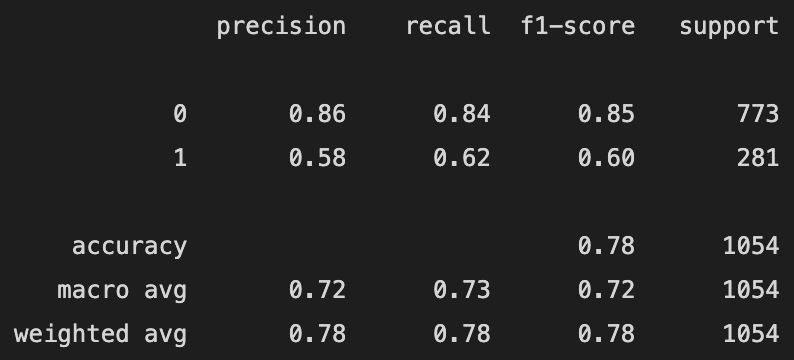 precision recall f1-score support
0 0.86 0.84 0.85 773
1 0.58 0.62 0.60 281
accuracy 0.78 1054
macro avg 0.72 0.73 0.72 1054
weighted avg 0.78 0.78 0.78 1054